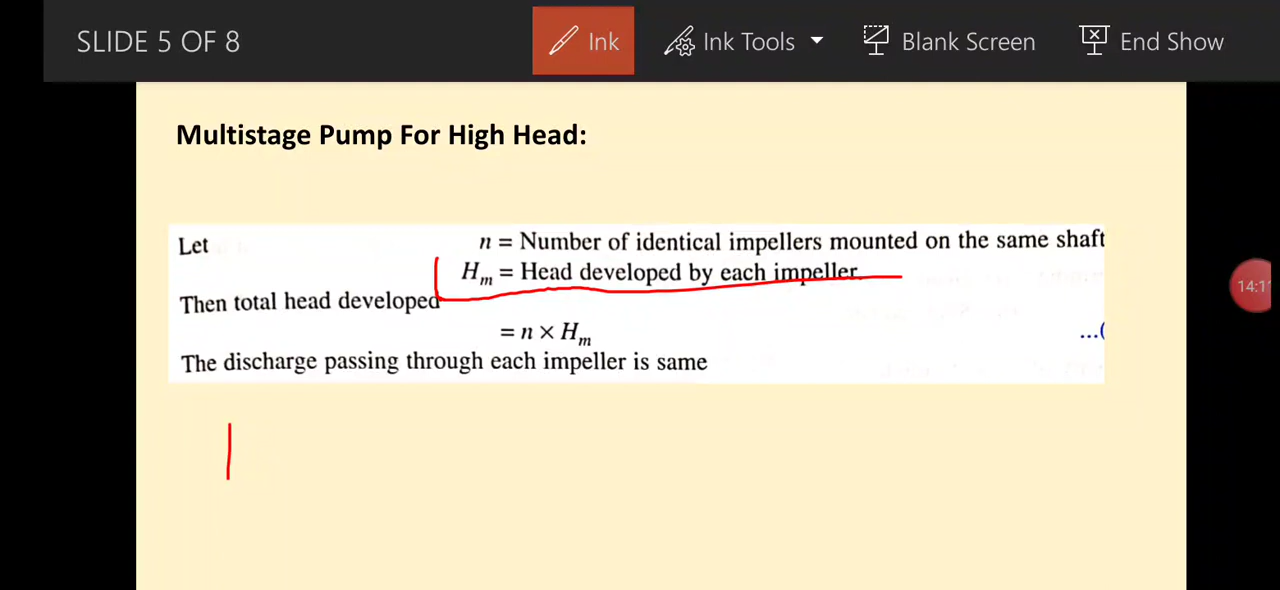 SLIDE 5 OF 8 Ink Ink Tools Blank Screen End Show
Multistage Pump For High Head:
Let n = Number of identical impellers mounted on the same shaft
Hm = Head developed by each impeller
Then total head developed
= n × Hm
...(
The discharge passing through each impeller is same
14:1